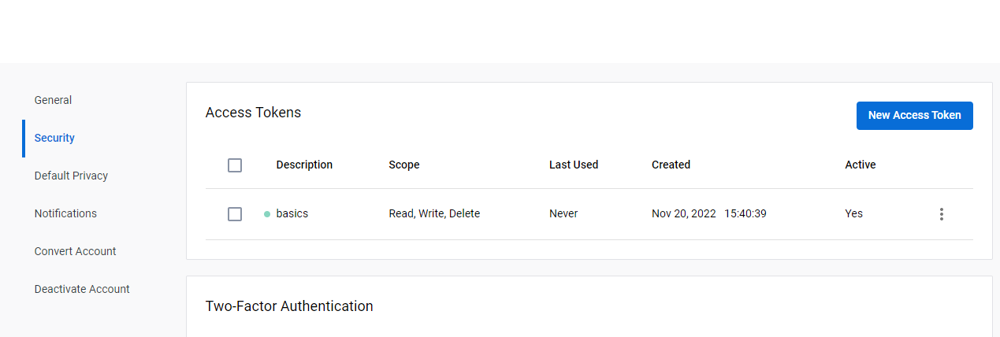 General
Security
Default Privacy
Notifications
Convert Account
Deactivate Account
Access Tokens
New Access Token
Description Scope Last Used Created Active
basics Read, Write, Delete Never Nov 20, 2022 15:40:39 Yes
Two-Factor Authentication